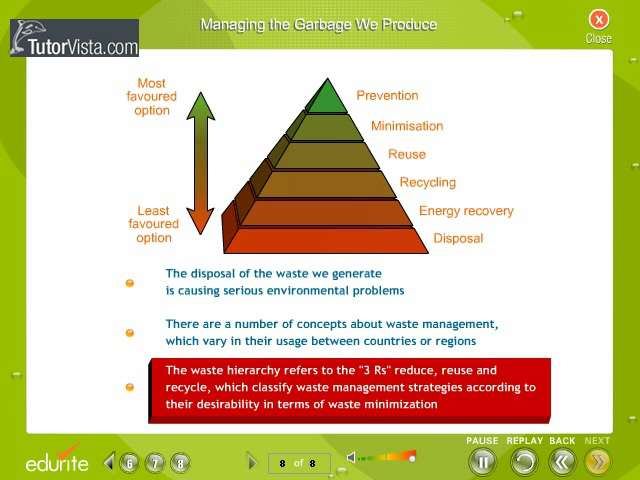 Managing the Garbage We Produce
X
Close
TutorVista.com
Most
favoured
option
Least
favoured
option
Prevention
Minimisation
Reuse
Recycling
Energy recovery
Disposal
The disposal of the waste we generate
is causing serious environmental problems
There are a number of concepts about waste management,
which vary in their usage between countries or regions
The waste hierarchy refers to the "3 Rs" reduce, reuse and
recycle, which classify waste management strategies according to
their desirability in terms of waste minimization
PAUSE REPLAY BACK NEXT
edurite
6 7 8
8 of 8